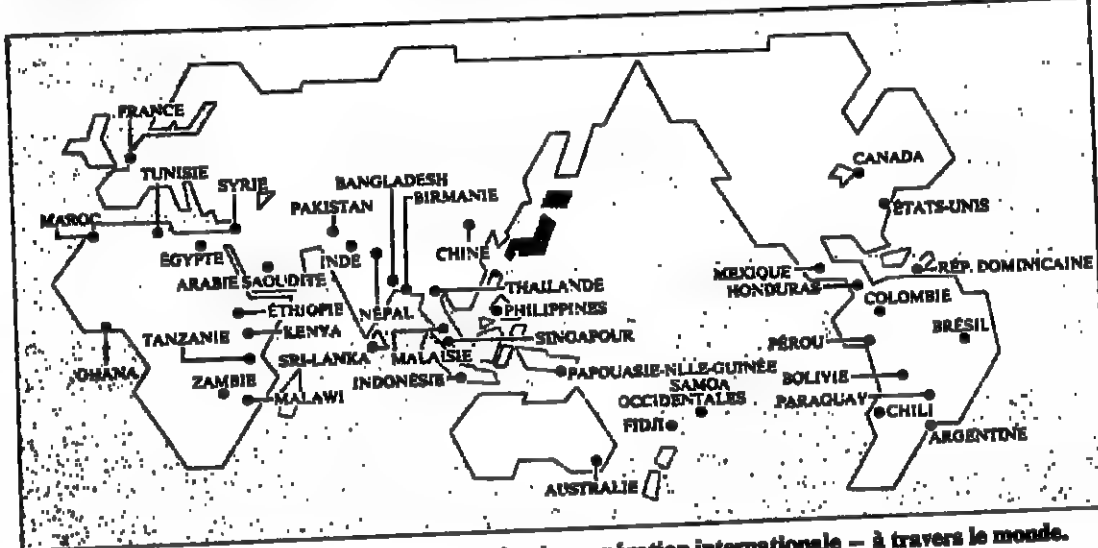 FRANCE
TUNISIE
SYRIE
BANGLADESH
BIRMANIE
PAKISTAN
CANADA
MAROC
ÉTATS-UNIS
ÉGYPTE
INDE
CHINE
ARABIE SAOUDITE
MEXIQUE
RÉP. DOMINICAINE
HONDURAS
THAILANDE
COLOMBIE
ÉTHIOPIE
NÉPAL
PHILIPPINES
TANZANIE
KENYA
SINGAPOUR
BRÉSIL
SRI-LANKA
MALAISIE
PÉROU
GHANA
INDONÉSIE
PAPOUASIE-NLLE-GUINÉE
ZAMBIE
SAMOA
OCCIDENTALES
BOLIVIE
MALAWI
PARAGUAY
FIDJI
CHILI
ARGENTINE
AUSTRALIE
internationale – à travers le monde.